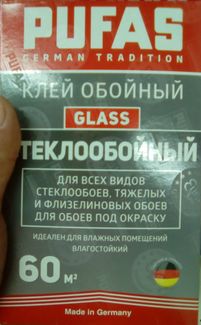 PUFAS
GERMAN TRADITION
КЛЕЙ ОБОЙНЫЙ
GLASS
ТЕКЛООБОЙНЫЙ
ДЛЯ ВСЕХ ВИДОВ
СТЕКЛООБОЕВ, ТЯЖЕЛЫХ
И ФЛИЗЕЛИНОВЫХ ОБОЕВ
ДЛЯ ОБОЕВ ПОД ОКРАСКУ
ИДЕАЛЕН ДЛЯ ВЛАЖНЫХ ПОМЕЩЕНИЙ
ВЛАГОСТОЙКИЙ
60 М²
Made in Germany